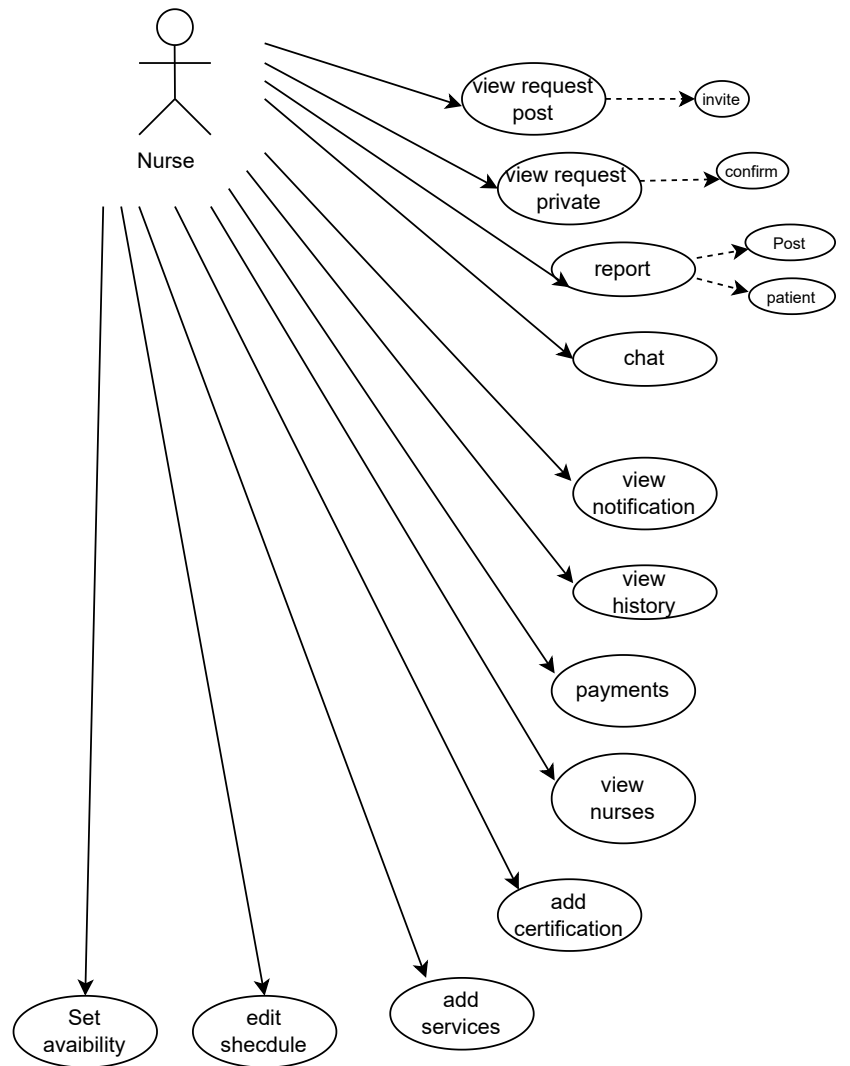 Nurse
view request
post
invite
view request
private
confirm
report
Post
patient
chat
view
notification
view
history
payments
view
nurses
add
certification
add
services
edit
shecdule
Set
avaibility